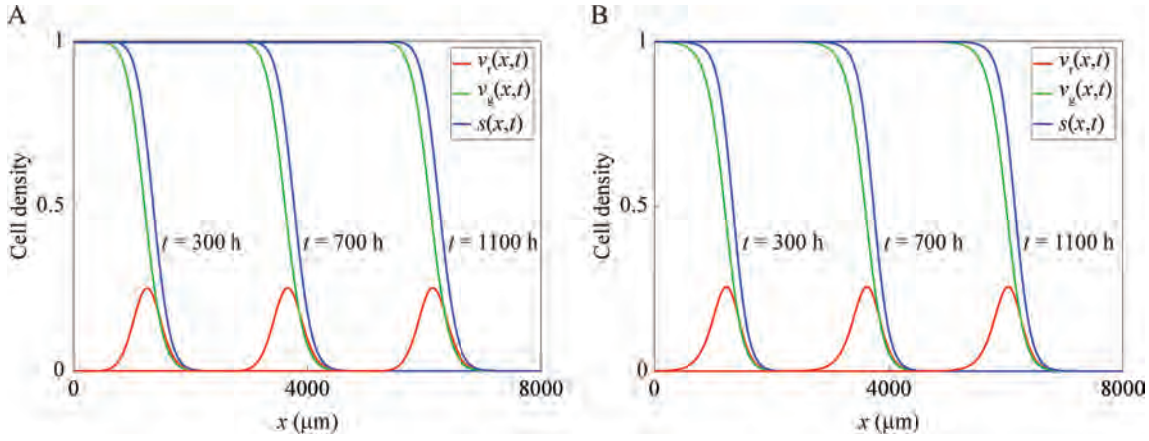 A
1
v_r(x,t)
v_g(x,t)
s(x,t)
Cell density
0.5
t = 300 h
t = 700 h
t = 1100 h
0
0
4000
8000
x (μm)
B
1
v_r(x,t)
v_g(x,t)
s(x,t)
Cell density
0.5
t = 300 h
t = 700 h
t = 1100 h
0
0
4000
8000
x (μm)